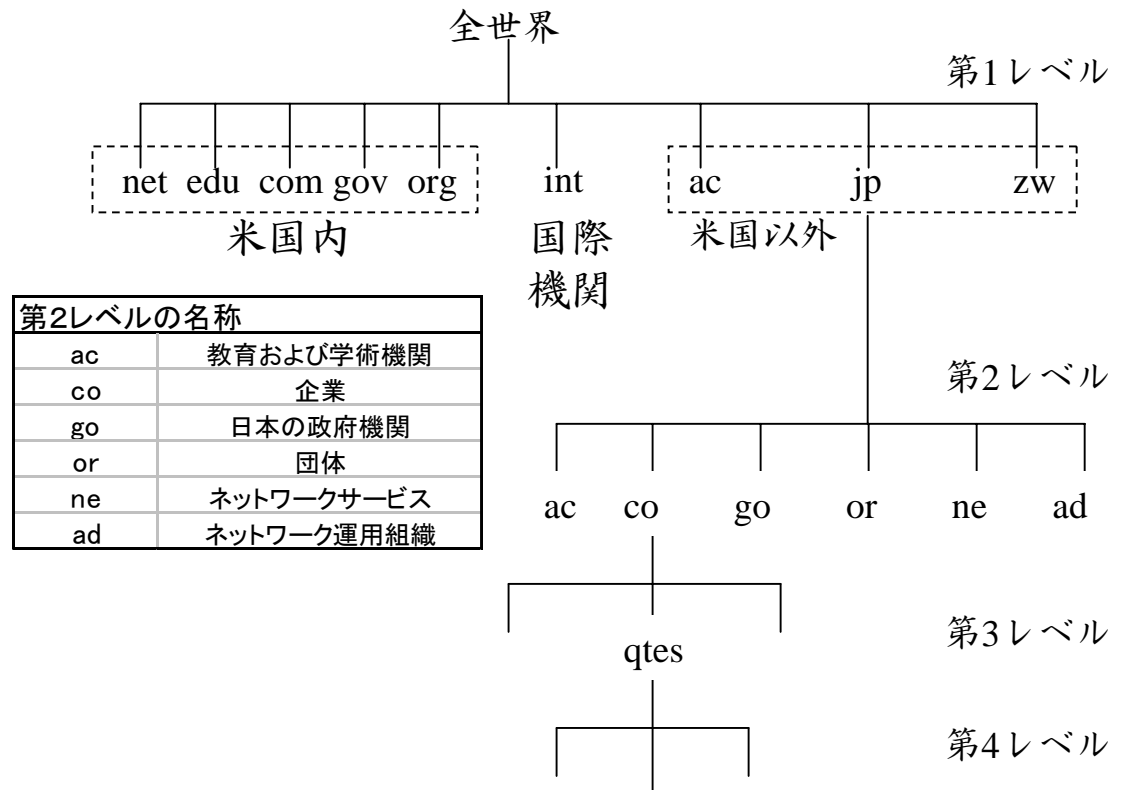 全世界
第1レベル
net edu com gov org int ac jp zw
米国内 国際 米国以外
機関
第2レベルの名称
ac 教育および学術機関
co 企業
go 日本の政府機関
or 団体
ne ネットワークサービス
ad ネットワーク運用組織
第2レベル
ac co go or ne ad
第3レベル
qtes
第4レベル